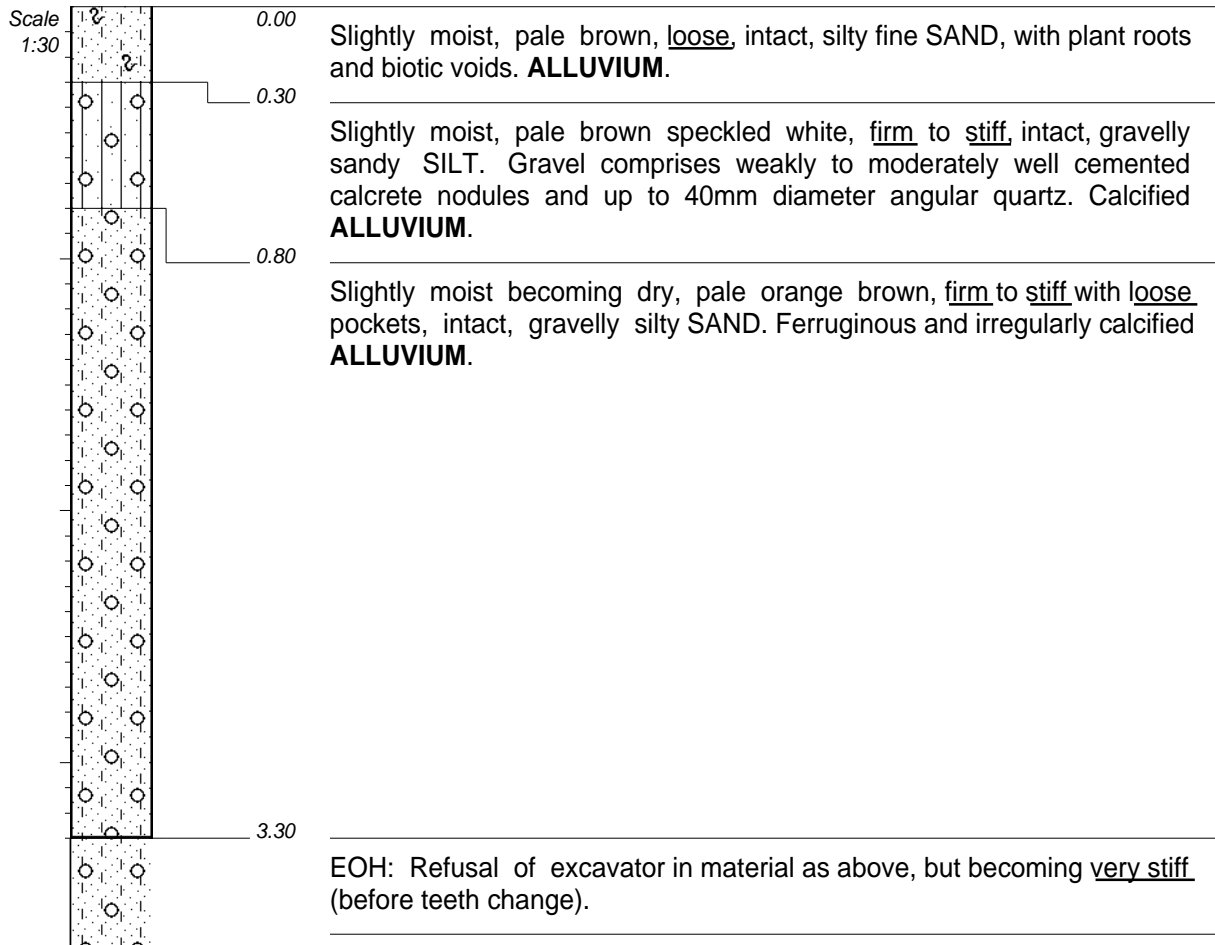 Scale
1:30
0.00
Slightly moist, pale brown, loose, intact, silty fine SAND, with plant roots
and biotic voids. ALLUVIUM.
0.30
Slightly moist, pale brown speckled white, firm to stiff, intact, gravelly
sandy SILT. Gravel comprises weakly to moderately well cemented
calcrete nodules and up to 40mm diameter angular quartz. Calcified
ALLUVIUM.
0.80
Slightly moist becoming dry, pale orange brown, firm to stiff with loose
pockets, intact, gravelly silty SAND. Ferruginous and irregularly calcified
ALLUVIUM.
3.30
EOH: Refusal of excavator in material as above, but becoming very stiff
(before teeth change).